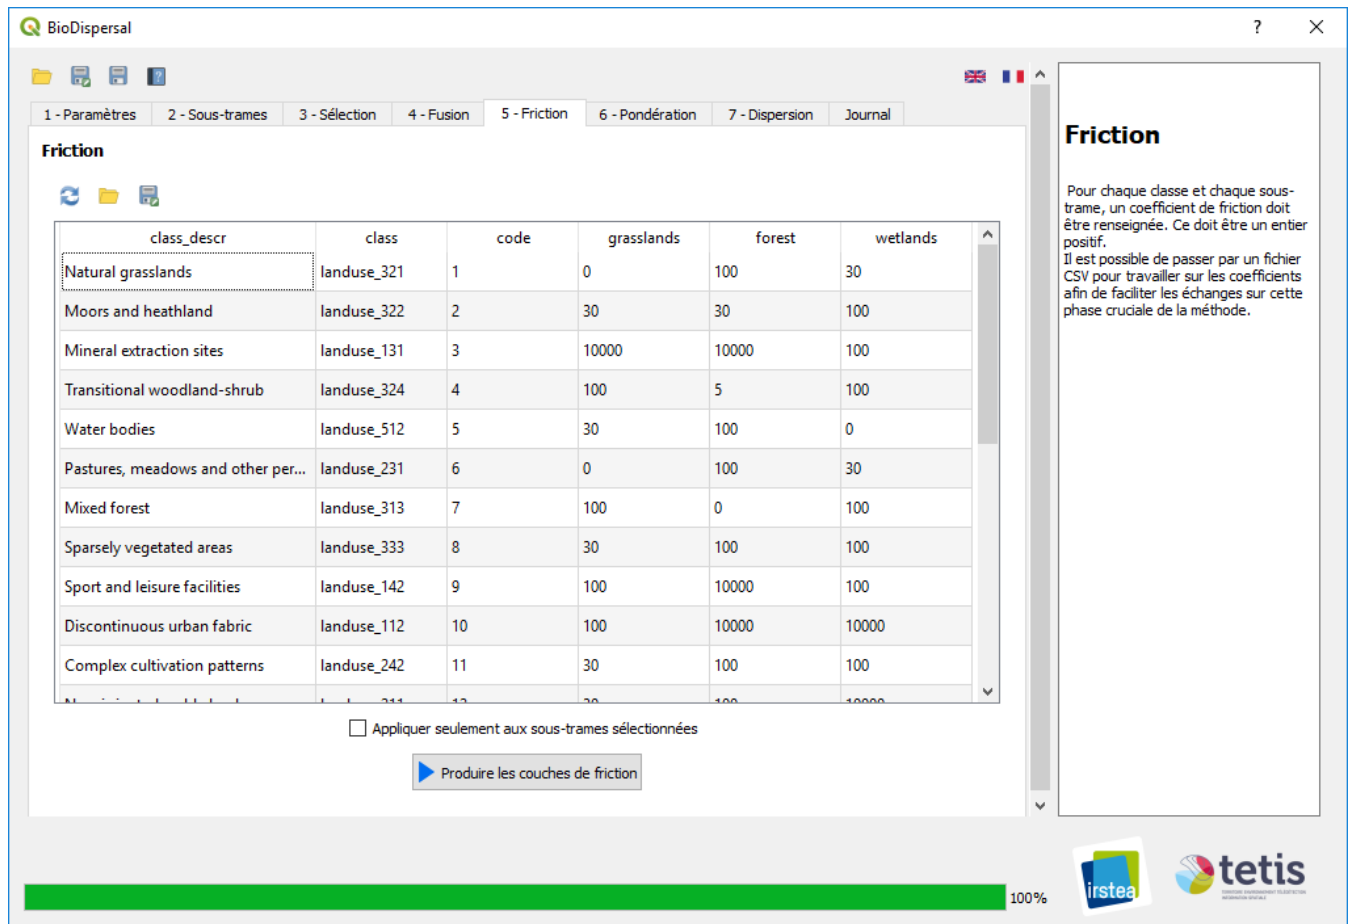 BioDispersal
?
1 - Paramètres 2 - Sous-trames 3 - Sélection 4 - Fusion 5 - Friction 6 - Pondération 7 - Dispersion Journal
Friction
class_descr class code grasslands forest wetlands
Natural grasslands landuse_321 1 0 100 30
Moors and heathland landuse_322 2 30 30 100
Mineral extraction sites landuse_131 3 10000 10000 100
Transitional woodland-shrub landuse_324 4 100 5 100
Water bodies landuse_512 5 30 100 0
Pastures, meadows and other per... landuse_231 6 0 100 30
Mixed forest landuse_313 7 100 0 100
Sparsely vegetated areas landuse_333 8 30 100 100
Sport and leisure facilities landuse_142 9 100 10000 100
Discontinuous urban fabric landuse_112 10 100 10000 10000
Complex cultivation patterns landuse_242 11 30 100 100
Appliquer seulement aux sous-trames sélectionnées
Produire les couches de friction
Friction
Pour chaque classe et chaque sous-
trame, un coefficient de friction doit
être renseignée. Ce doit être un entier
positif.
Il est possible de passer par un fichier
CSV pour travailler sur les coefficients
afin de faciliter les échanges sur cette
phase cruciale de la méthode.
100%
irstea
tetis